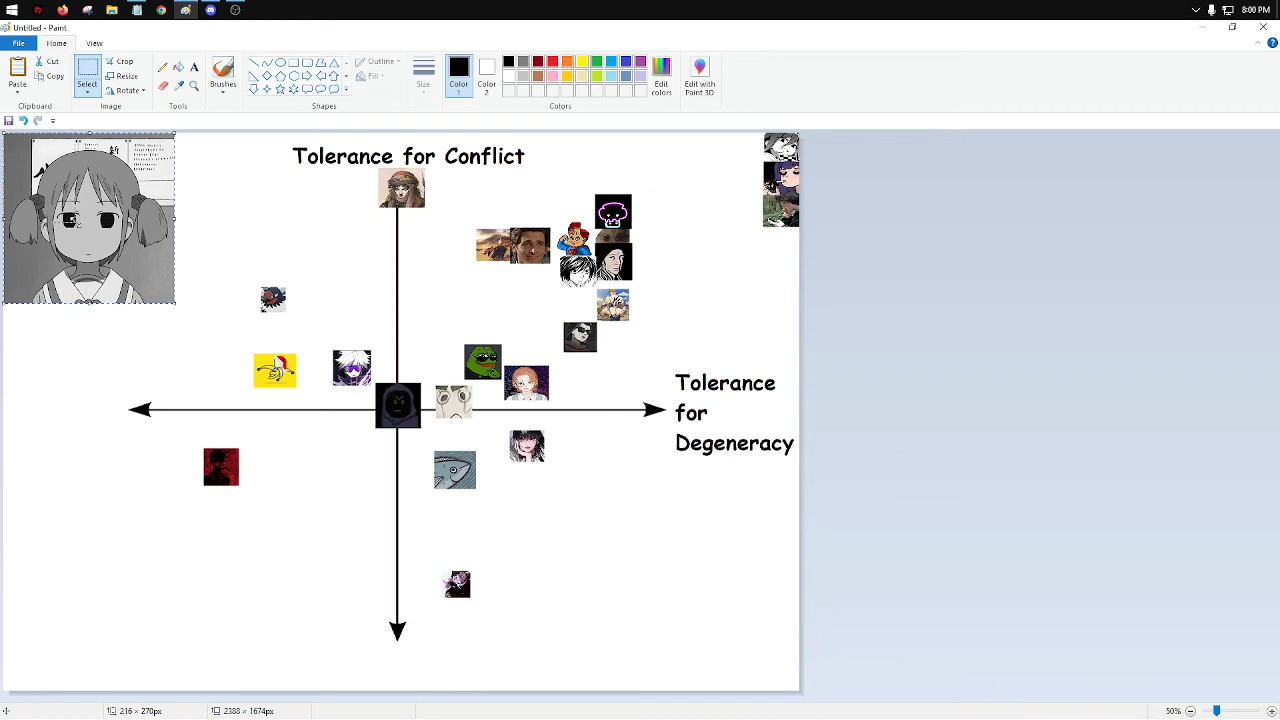 8:00 PM
Untitled - Paint
File Home View
Paste
Cut
Copy
Clipboard
Select
Crop
Resize
Rotate
Image
A
Tools
Brushes
Outline
Fill
Shapes
Size
Color
1
Color
2
Edit
colors
Colors
Edit with
Paint 3D
新
Tolerance for Conflict
Tolerance
for
Degeneracy
216 × 270px
2388 × 1674px
50%